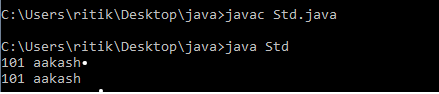 C:\Users\ritik\Desktop\java>javac Std.java
C:\Users\ritik\Desktop\java>java Std
101 aakash
101 aakash